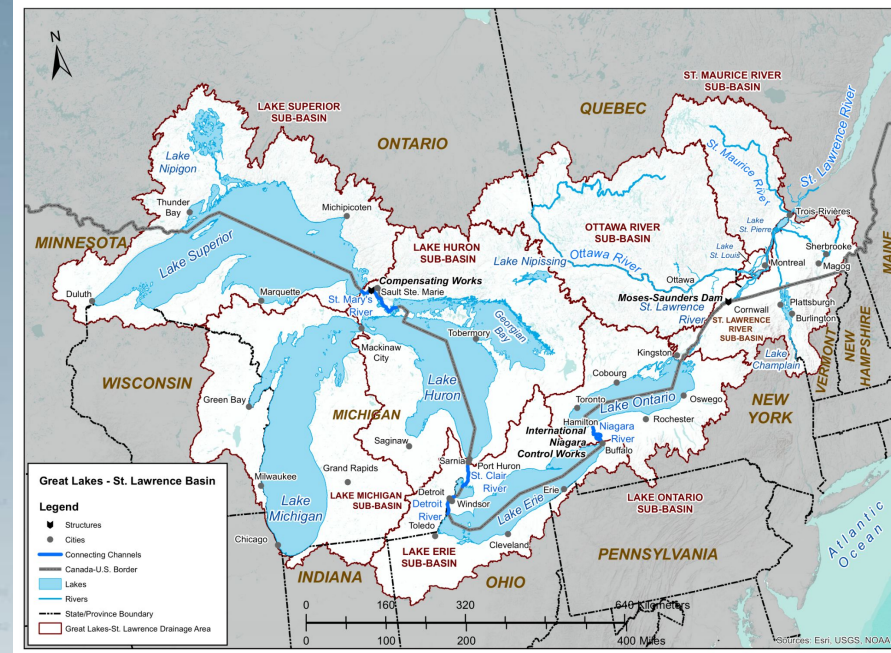 N
ST. MAURICE RIVER
SUB-BASIN
LAKE SUPERIOR
SUB-BASIN
QUEBEC
ONTARIO
St. Lawrence River
St. Maurice River
Lake
Nipigon
Thunder
Bay
Michipicoten
Trois-Rivières
OTTAWA RIVER
SUB-BASIN
Lake
St. Pierre
MINNESOTA
Lake Superior
LAKE HURON
SUB-BASIN
Lake
St. Louis
Sherbrooke
MAINE
Ottawa River
Lake Nipissing
Montreal
Magog
Compensating Works
Sault Ste. Marie
Ottawa
Duluth
Marquette
St. Mary's
River
Moses-Saunders Dam
St. Lawrence
River
Cornwall
Plattsburgh
Burlington
ST. LAWRENCE
RIVER
SUB-BASIN
Georgian
Bay
Tobermory
Mackinaw
City
Kingston
Lake
Champlain
VERMONT
NEW
HAMPSHIRE
WISCONSIN
Lake
Huron
Cobourg
Green Bay
Toronto
Lake Ontario
Oswego
NEW
YORK
MICHIGAN
Hamilton
Rochester
International
Niagara
Control Works
Niagara
River
Saginaw
Buffalo
Sarnia
Port Huron
St. Clair
River
Great Lakes - St. Lawrence Basin
Milwaukee
Grand Rapids
Lake
Michigan
LAKE MICHIGAN
SUB-BASIN
Detroit
Windsor
Detroit
River
Lake Erie
Erie
LAKE ONTARIO
SUB-BASIN
Legend
Structures
Cities
Connecting Channels
Canada-U.S. Border
Lakes
Rivers
State/Province Boundary
Great Lakes-St. Lawrence Drainage Area
Chicago
Toledo
Cleveland
LAKE ERIE
SUB-BASIN
Atlantic
Ocean
INDIANA
OHIO
PENNSYLVANIA
0 160 320 640 Kilometers
0 100 200 400 Miles
Sources: Esri, USGS, NOAA